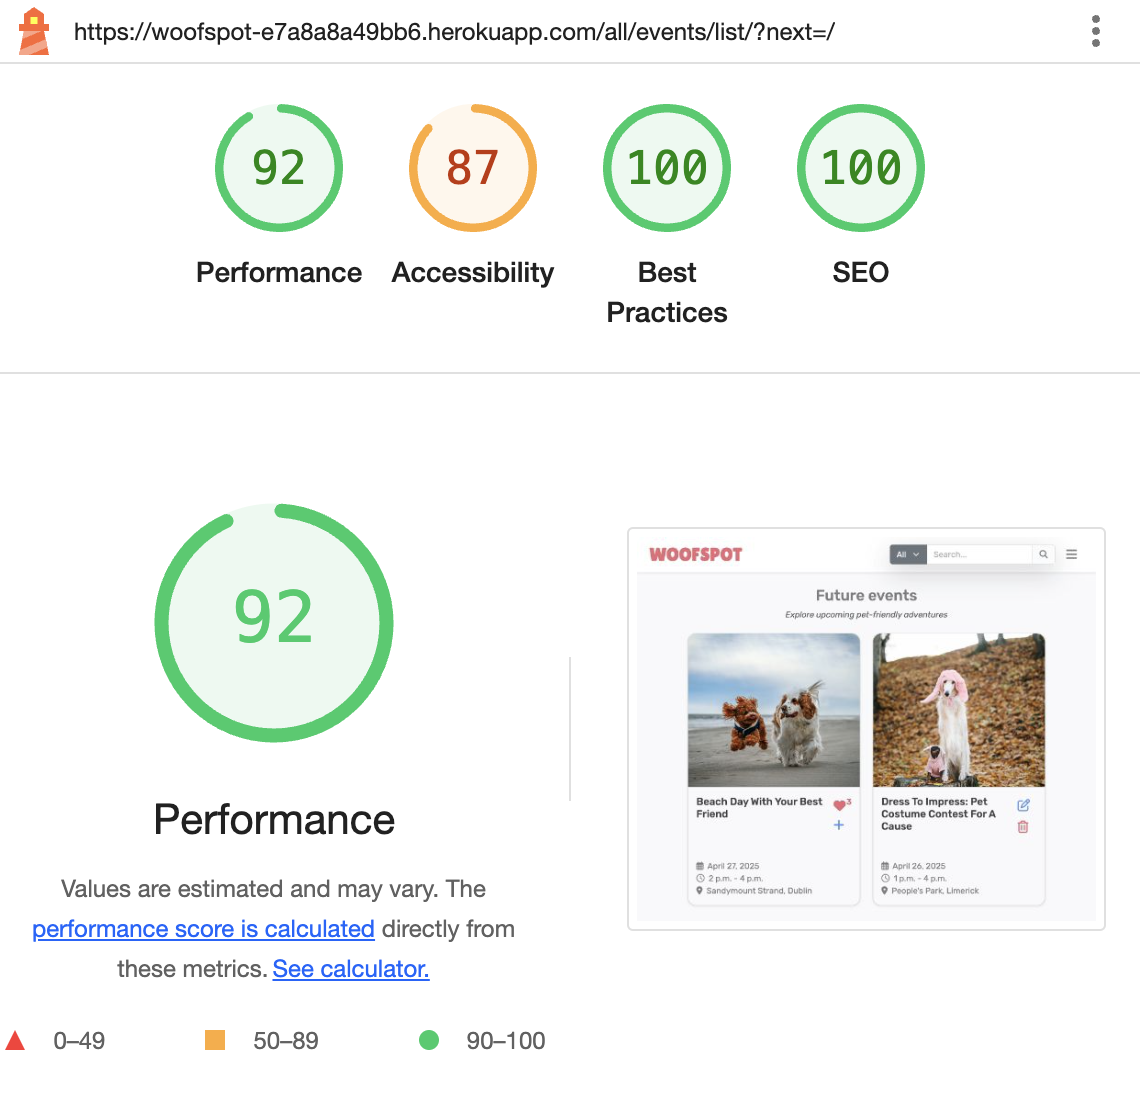 https://woofspot-e7a8a8a49bb6.herokuapp.com/all/events/list/?next=/
92
87
100
100
Performance
Accessibility
Best
Practices
SEO
92
Performance
Values are estimated and may vary. The
performance score is calculated directly from
these metrics. See calculator.
0–49
50–89
90–100
WOOFSPOT
All
Search...
Future events
Explore upcoming pet-friendly adventures
Beach Day With Your Best
Friend
3
April 27, 2025
2 p.m. - 4 p.m.
Sandymount Strand, Dublin
Dress To Impress: Pet
Costume Contest For A
Cause
April 26, 2025
1 p.m. - 4 p.m.
People's Park, Limerick